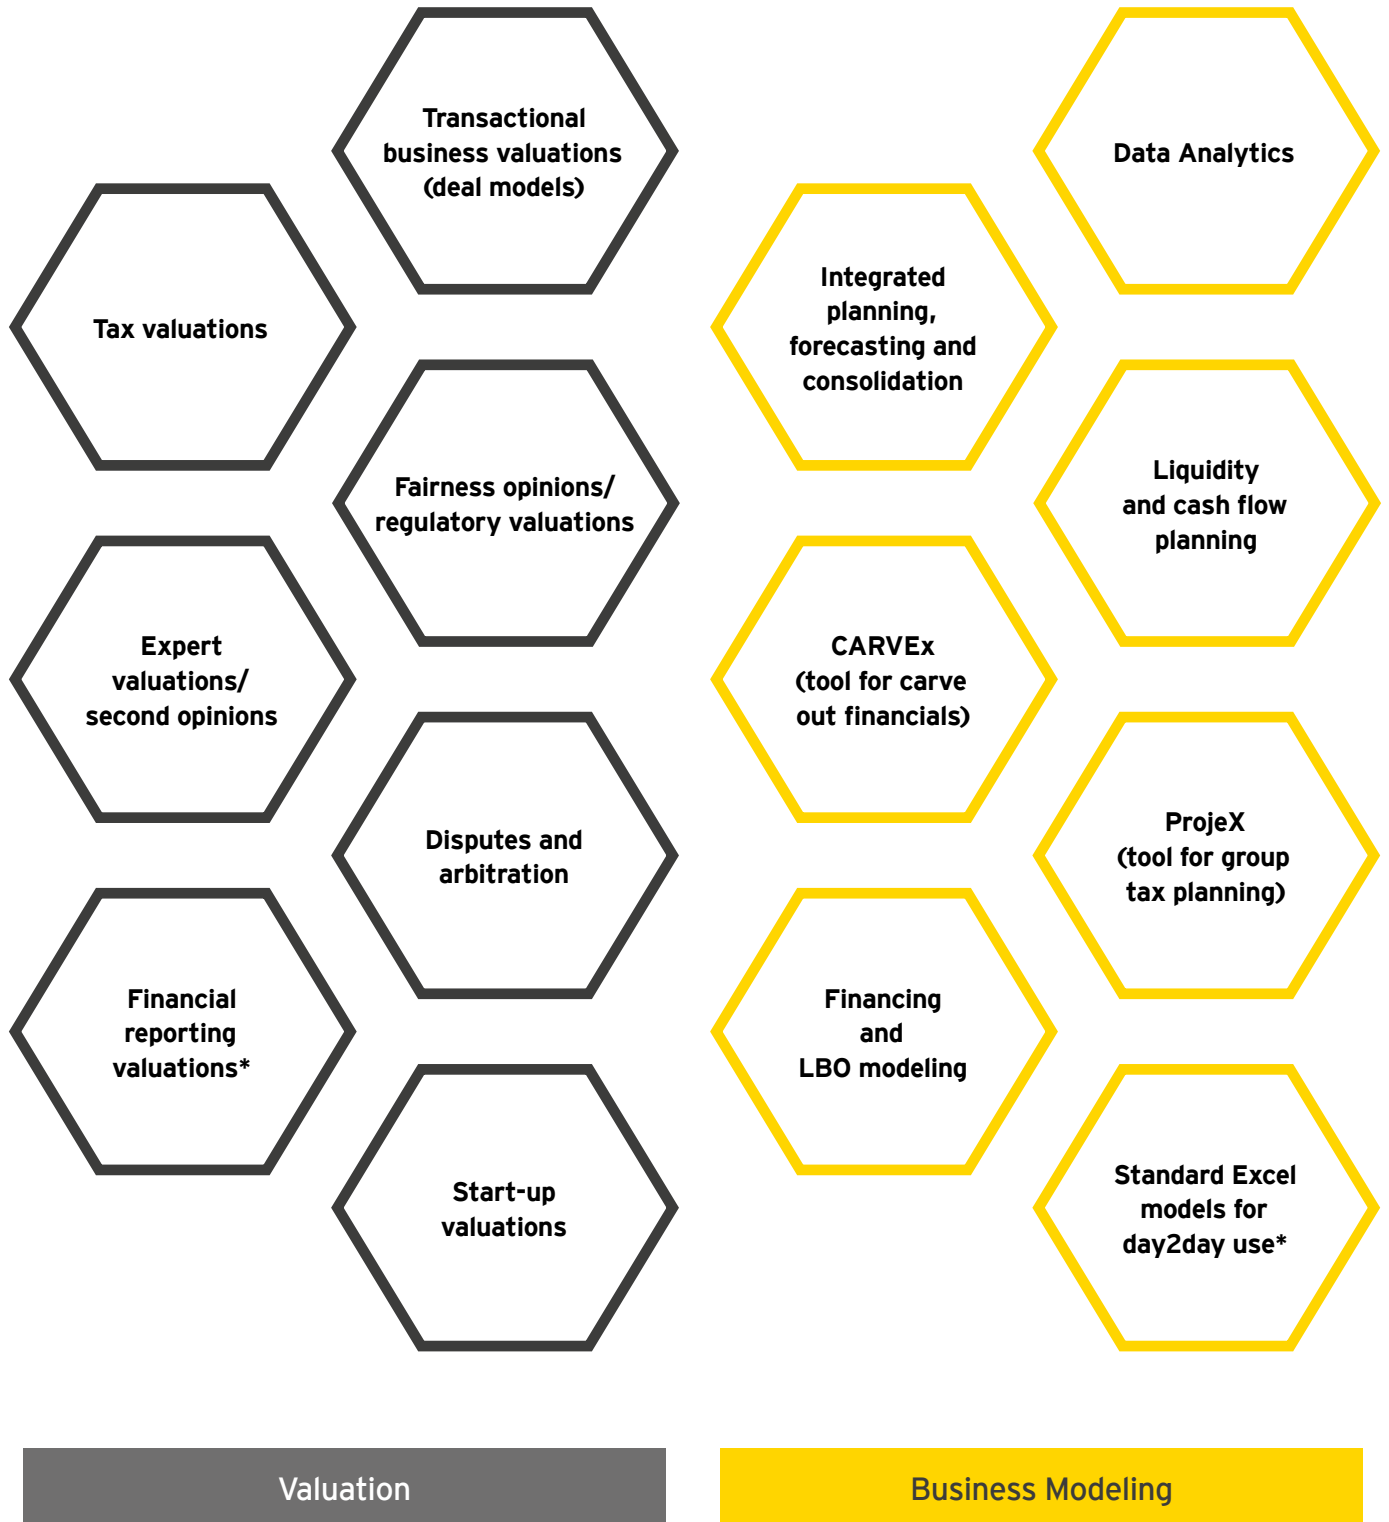 Transactional
business valuations
(deal models)
Tax valuations
Fairness opinions/
regulatory valuations
Expert
valuations/
second opinions
Disputes and
arbitration
Financial
reporting
valuations*
Start-up
valuations
Valuation
Data Analytics
Integrated
planning,
forecasting and
consolidation
Liquidity
and cash flow
planning
CARVEx
(tool for carve
out financials)
ProjeX
(tool for group
tax planning)
Financing
and
LBO modeling
Standard Excel
models for
day2day use*
Business Modeling